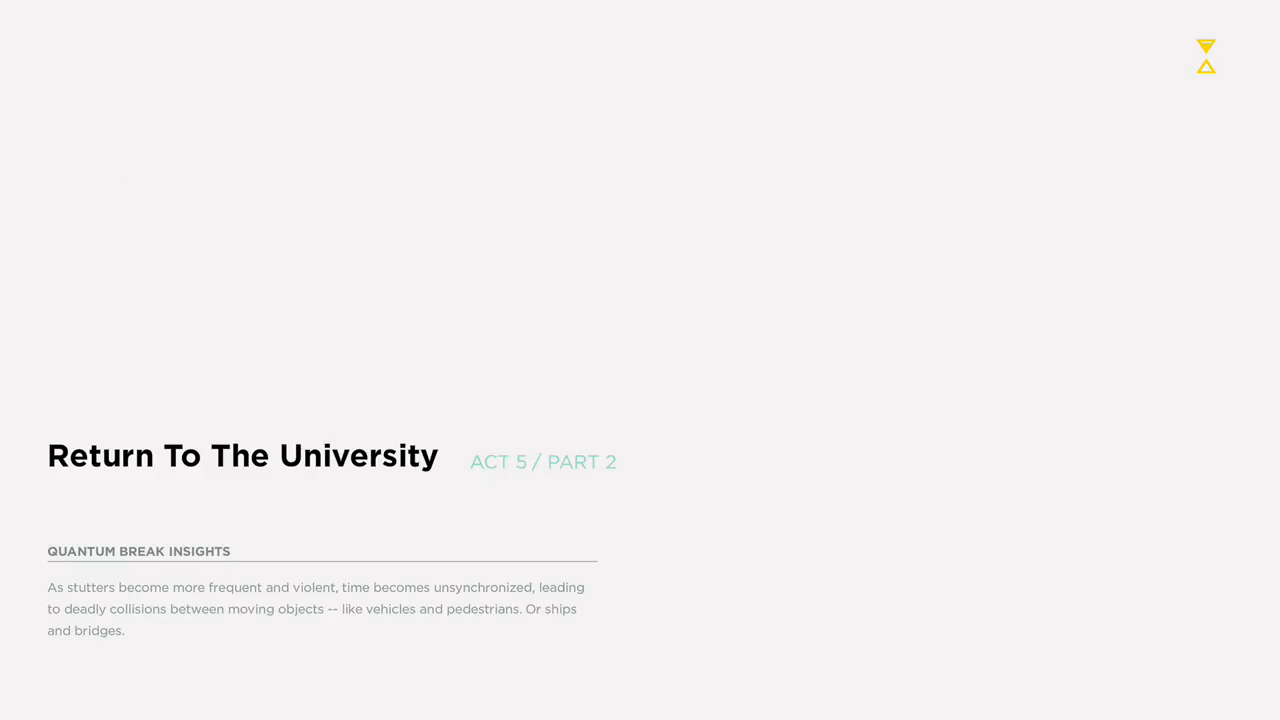 Return To The University ACT 5 / PART 2
QUANTUM BREAK INSIGHTS
As stutters become more frequent and violent, time becomes unsynchronized, leading
to deadly collisions between moving objects -- like vehicles and pedestrians. Or ships
and bridges.